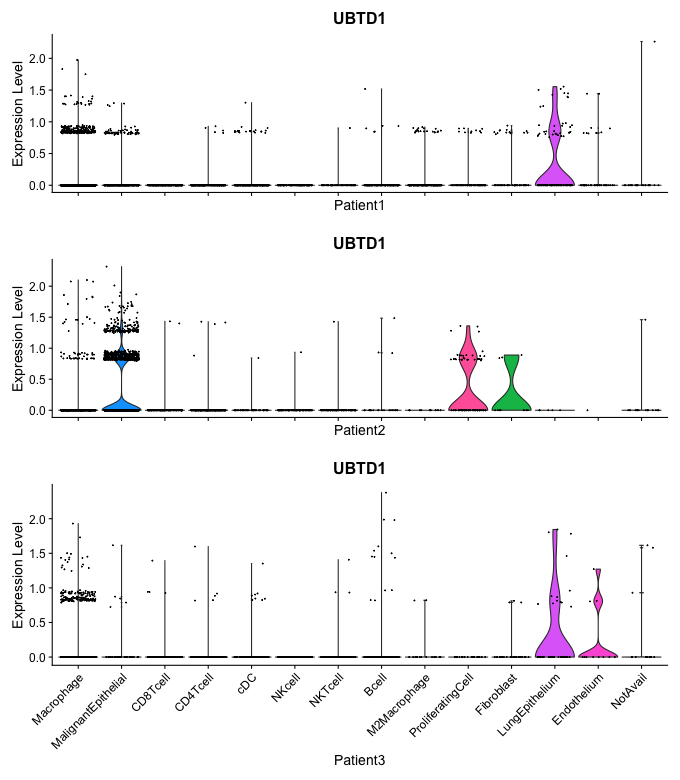 UBTD1
Expression Level
2.0
1.5
1.0
0.5
0.0
Patient1
UBTD1
Expression Level
2.0
1.5
1.0
0.5
0.0
Patient2
UBTD1
Expression Level
2.0
1.5
1.0
0.5
0.0
Macrophage
MalignantEpithelial
CD8Tcell
CD4Tcell
cDC
NKcell
NKTcell
Bcell
M2Macrophage
ProliferatingCell
Fibroblast
LungEpithelium
Endothelium
NotAvail
Patient3